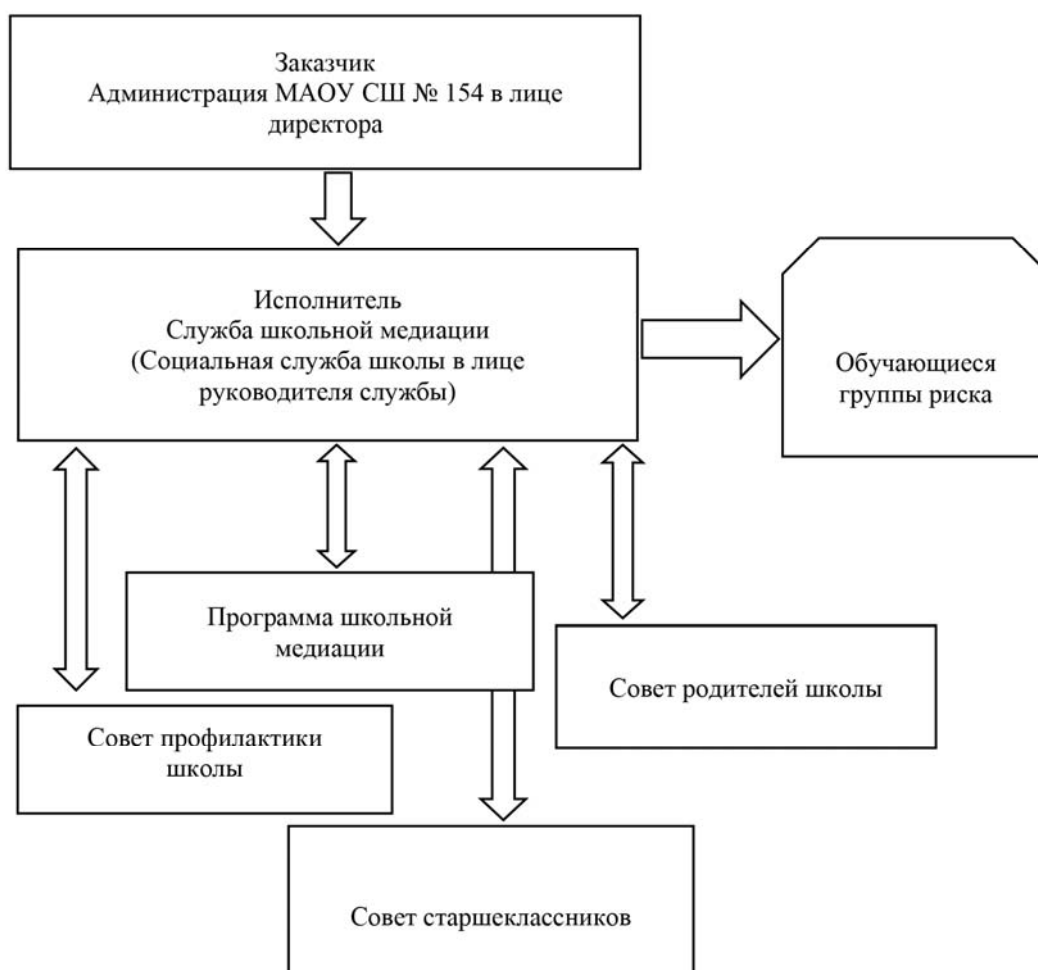 Заказчик
Администрация МАОУ СШ № 154 в лице
директора
Исполнитель
Служба школьной медиации
(Социальная служба школы в лице
руководителя службы)
Обучающиеся
группы риска
Программа школьной
медиации
Совет родителей школы
Совет профилактики
школы
Совет старшеклассников